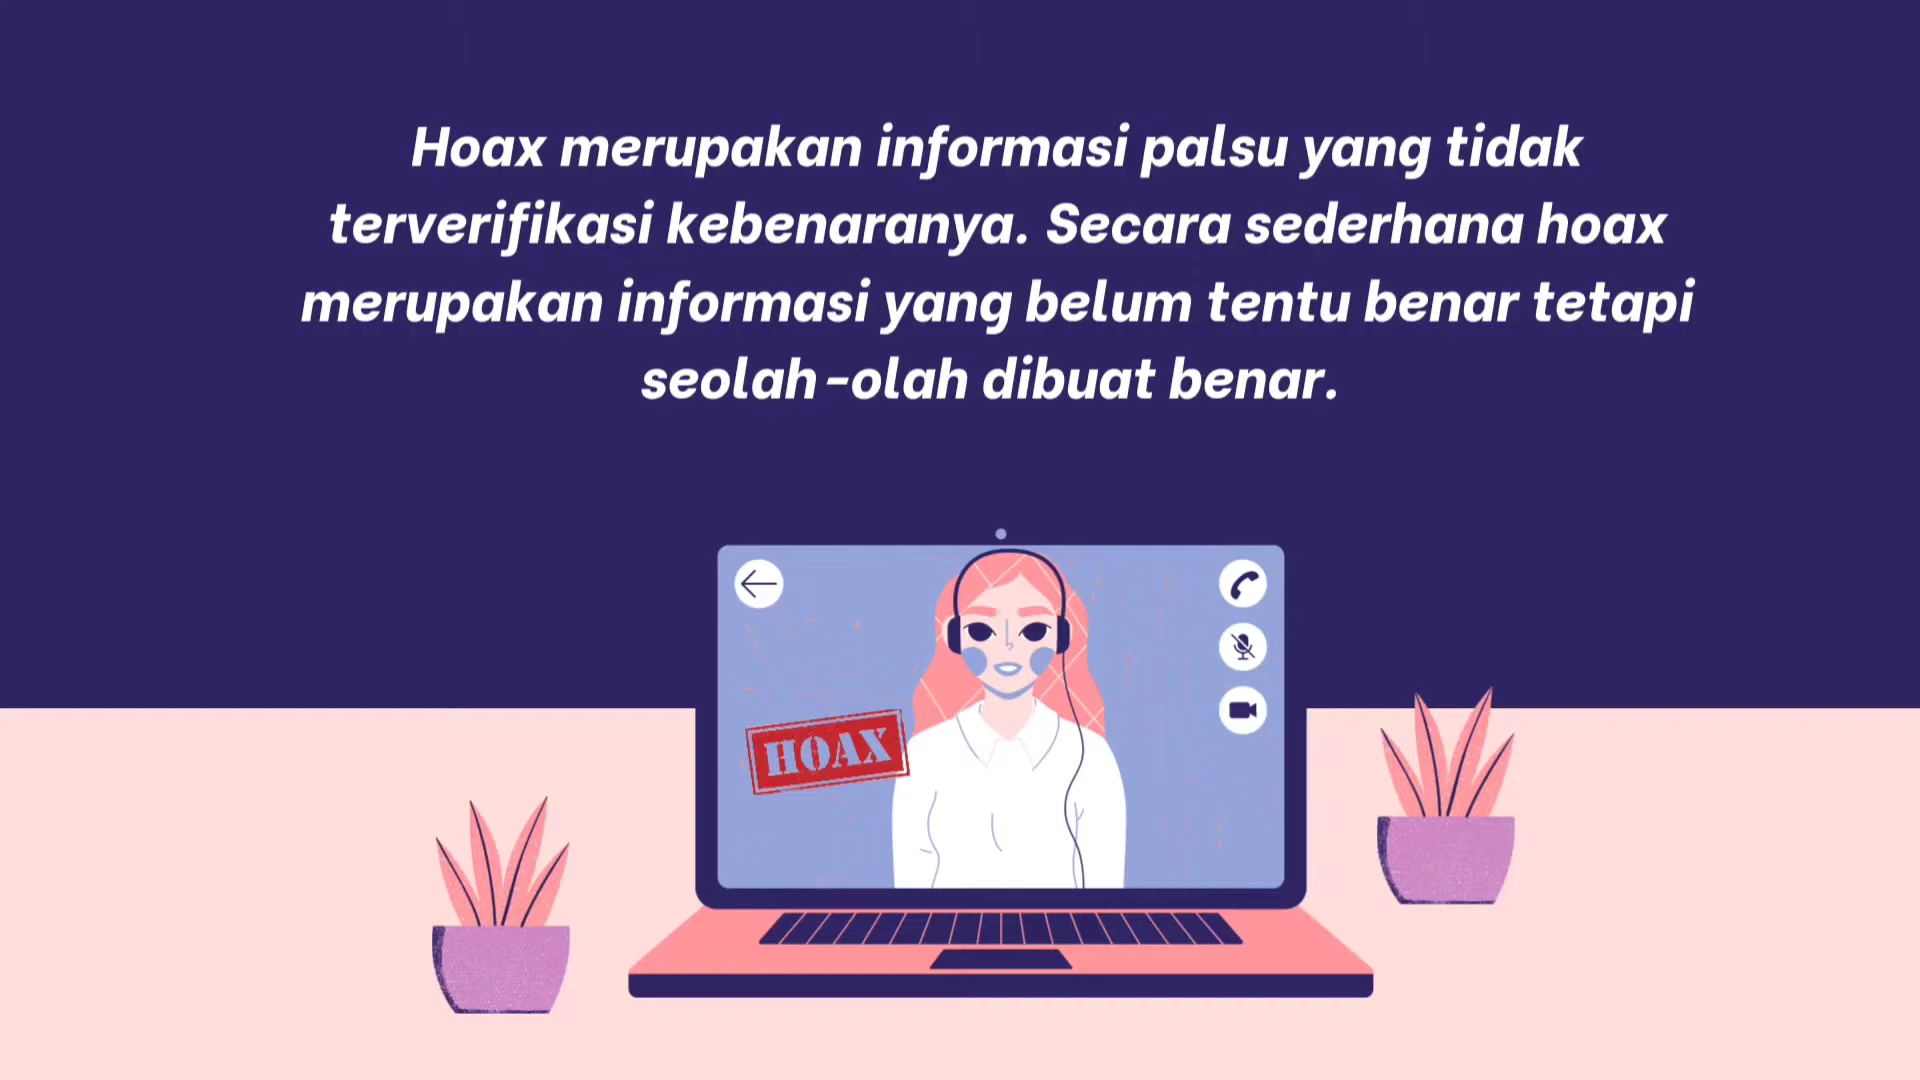 Hoax merupakan informasi palsu yang tidak
terverifikasi kebenaranya. Secara sederhana hoax
merupakan informasi yang belum tentu benar tetapi
seolah-olah dibuat benar.
HOAX